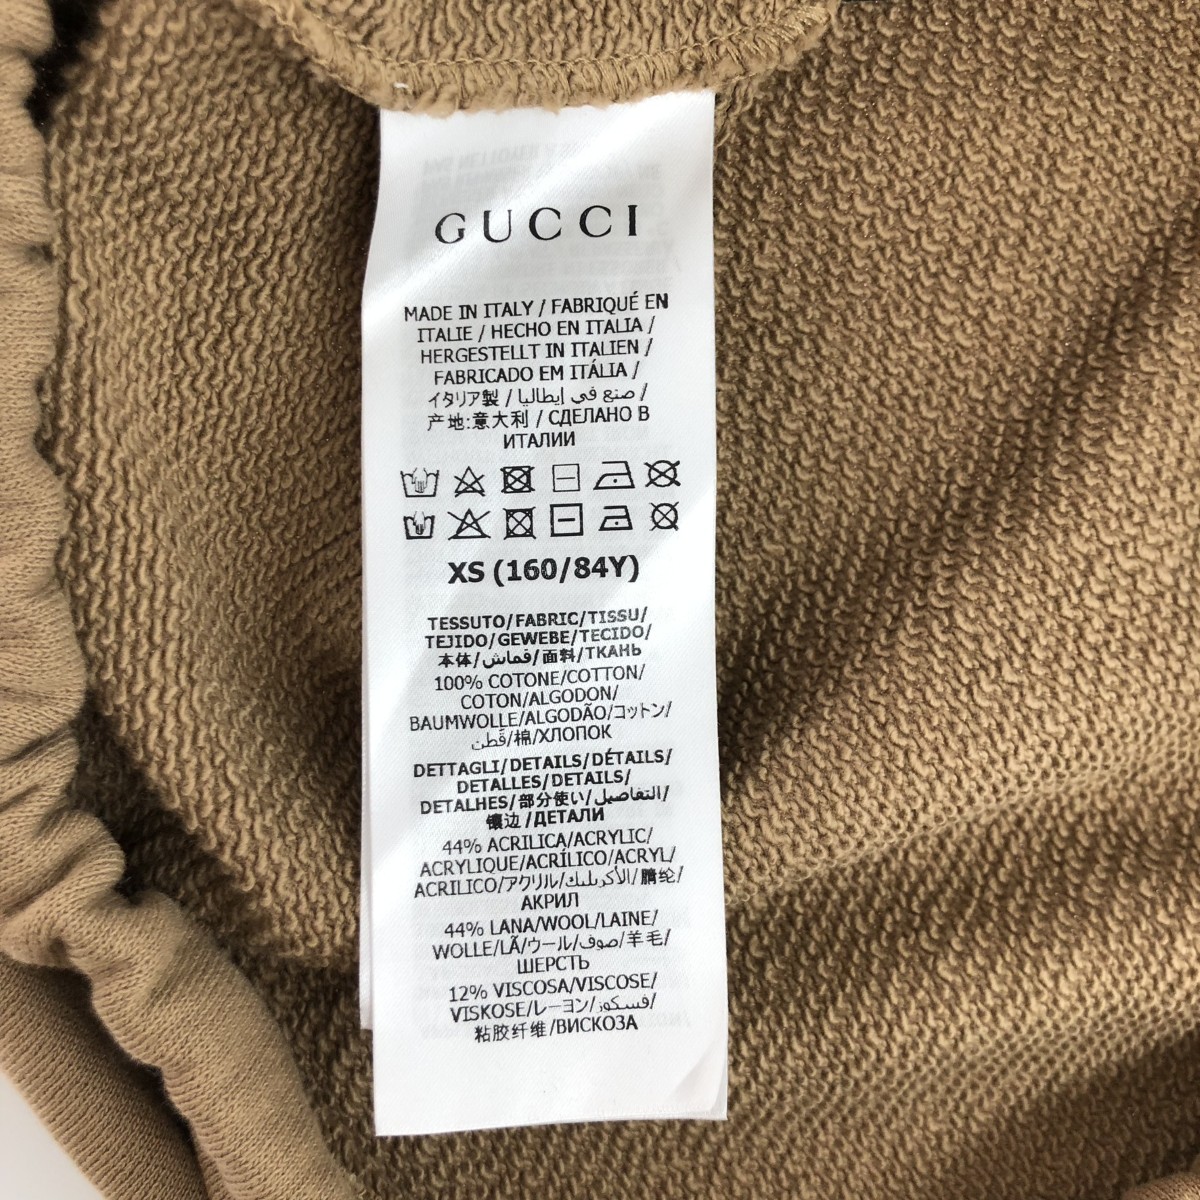 GUCCI
MADE IN ITALY / FABRIQUÉ EN
ITALIE / HECHO EN ITALIA /
HERGESTELLT IN ITALIEN /
FABRICADO EM ITÁLIA /
イタリア製 / صنع في إيطاليا /
产地:意大利 / СДЕЛАНО В
ИТАЛИИ
XS (160/84Y)
TESSUTO/FABRIC/TISSU/
TEJIDO/GEWEBE/TECIDO/
本体/قماش/面料/ТКАНЬ
100% COTONE/COTTON/
COTON/ALGODON/
BAUMWOLLE/ALGODÃO/コットン/
قطن/棉/ХЛОПОК
DETTAGLI/DETAILS/DÉTAILS/
DETALLES/DETAILS/
DETALHES/部分使い/التفاصيل/
镶边/ДЕТАЛИ
44% ACRILICA/ACRYLIC/
ACRYLIQUE/ACRÍLICO/ACRYL/
ACRILICO/アクリル/الأكريليك/腈纶/
АКРИЛ
44% LANA/WOOL/LAINE/
WOLLE/LÃ/ウール/صوف/羊毛/
ШЕРСТЬ
12% VISCOSA/VISCOSE/
VISKOSE/レーヨン/فسكوز/
粘胶纤维/ВИСКОЗА